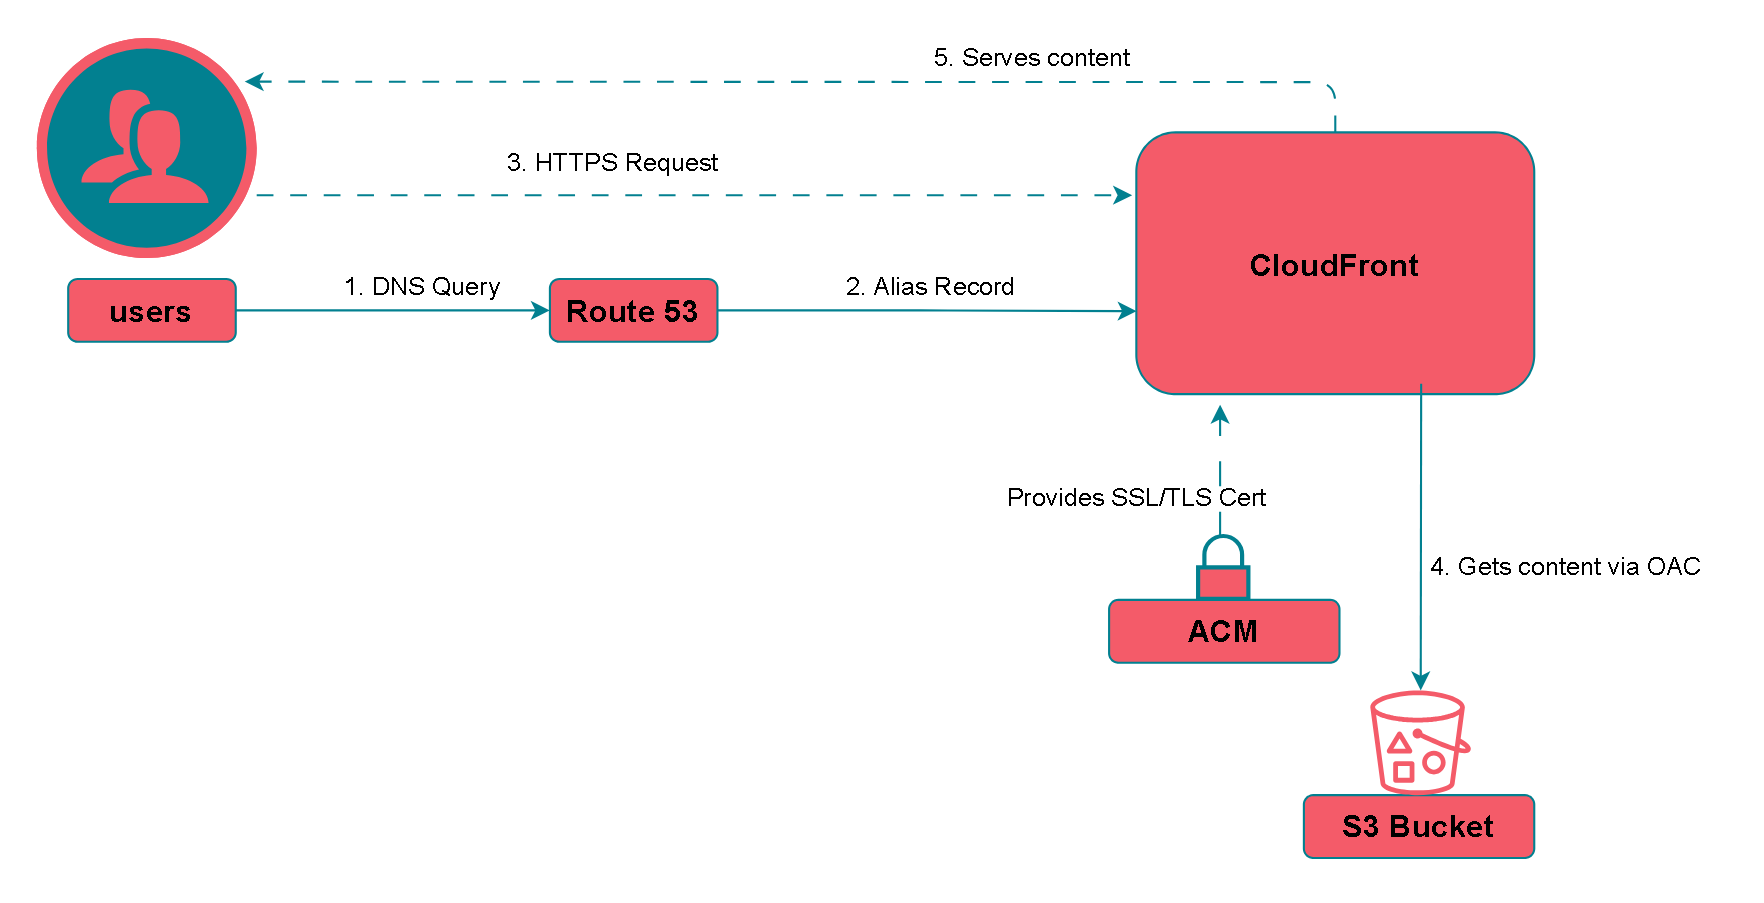 5. Serves content
3. HTTPS Request
CloudFront
1. DNS Query
2. Alias Record
users
Route 53
Provides SSL/TLS Cert
4. Gets content via OAC
ACM
S3 Bucket